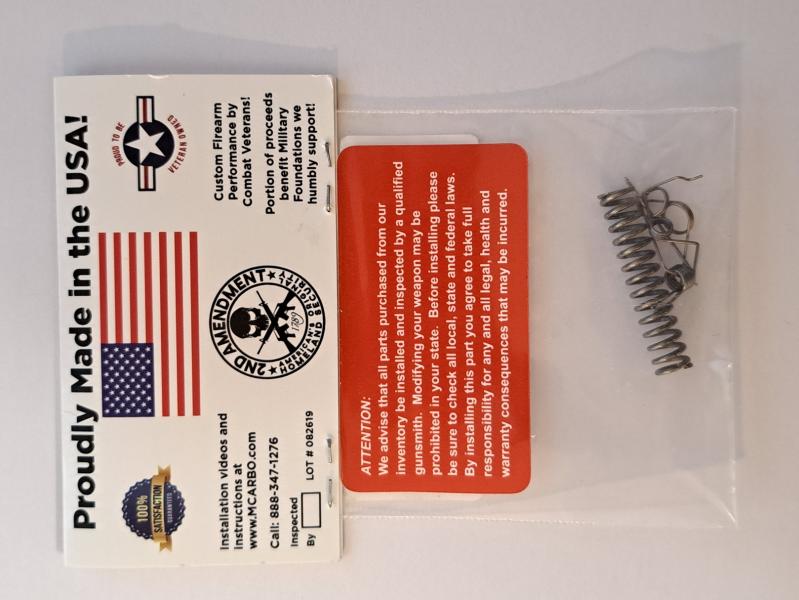 Proudly Made in the USA!
100%
SATISFACTION
GUARANTEED
PROUD TO BE
VETERAN OWNED
Installation videos and
instructions at
www.MCARBO.com
Call: 888-347-1276
Inspected
By
LOT # 082619
2ND AMENDMENT
1789
AMERICA'S ORIGINAL
HOMELAND SECURITY
Custom Firearm
Performance by
Combat Veterans!
Portion of proceeds
benefit Military
Foundations we
humbly support!
ATTENTION:
We advise that all parts purchased from our
inventory be installed and inspected by a qualified
gunsmith. Modifying your weapon may be
prohibited in your state. Before installing please
be sure to check all local, state and federal laws.
By installing this part you agree to take full
responsibility for any and all legal, health and
warranty consequences that may be incurred.